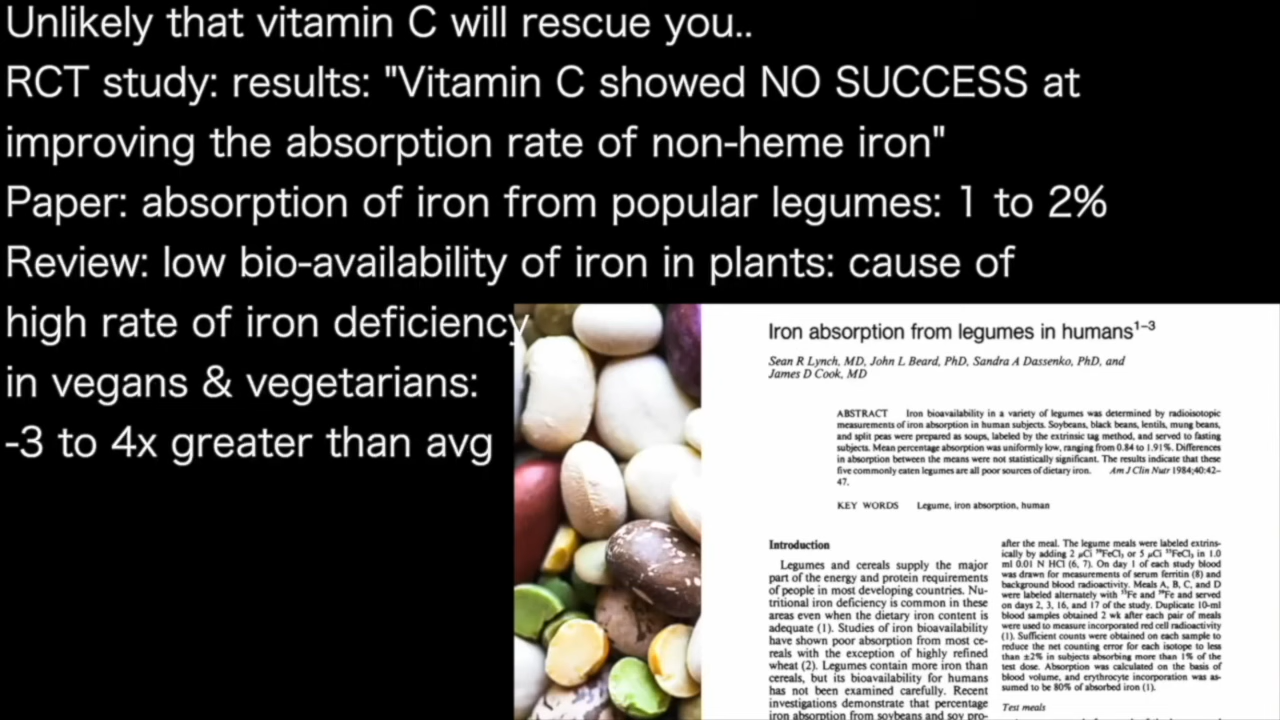 Unlikely that vitamin C will rescue you..
RCT study: results: "Vitamin C showed NO SUCCESS at
improving the absorption rate of non-heme iron"
Paper: absorption of iron from popular legumes: 1 to 2%
Review: low bio-availability of iron in plants: cause of
high rate of iron deficiency
in vegans & vegetarians:
-3 to 4x greater than avg
Iron absorption from legumes in humans¹⁻³
Sean R Lynch, MD, John L Beard, PhD, Sandra A Dassenko, PhD, and
James D Cook, MD
ABSTRACT Iron bioavailability in a variety of legumes was determined by radioisotopic
measurements of iron absorption in human subjects. Soybeans, black beans, lentils, mung beans,
and split peas were prepared as soups, labeled by the extrinsic tag method, and served to fasting
subjects. Mean percentage absorption was uniformly low, ranging from 0.84 to 1.91%. Differences
in absorption between the means were not statistically significant. The results indicate that these
five commonly eaten legumes are all poor sources of dietary iron. Am J Clin Nutr 1984;40:42–
47.
KEY WORDS Legume, iron absorption, human
Introduction
Legumes and cereals supply the major
part of the energy and protein requirements
of people in most developing countries. Nu-
tritional iron deficiency is common in these
areas even when the dietary iron content is
adequate (1). Studies of iron bioavailability
have shown poor absorption from most ce-
reals with the exception of highly refined
wheat (2). Legumes contain more iron than
cereals, but its bioavailability for humans
has not been examined carefully. Recent
investigations demonstrate that percentage
iron absorption from soybeans and soy pro-
after the meal. The legume meals were labeled extrins-
ically by adding 2 μCi ⁵⁹FeCl₃ or 5 μCi ⁵⁵FeCl₃ in 1.0
ml 0.01 N HCl (6, 7). On day 1 of each study blood
was drawn for measurements of serum ferritin (8) and
background blood radioactivity. Meals A, B, C, and D
were labeled alternately with ⁵⁵Fe and ⁵⁹Fe and served
on days 2, 3, 16, and 17 of the study. Duplicate 10-ml
blood samples obtained 2 wk after each pair of meals
were used to measure incorporated red cell radioactivity
(1). Sufficient counts were obtained on each sample to
reduce the net counting error for each isotope to less
than ±2% in subjects absorbing more than 1% of the
test dose. Absorption was calculated on the basis of
blood volume, and erythrocyte incorporation was as-
sumed to be 80% of absorbed iron (1).
Test meals